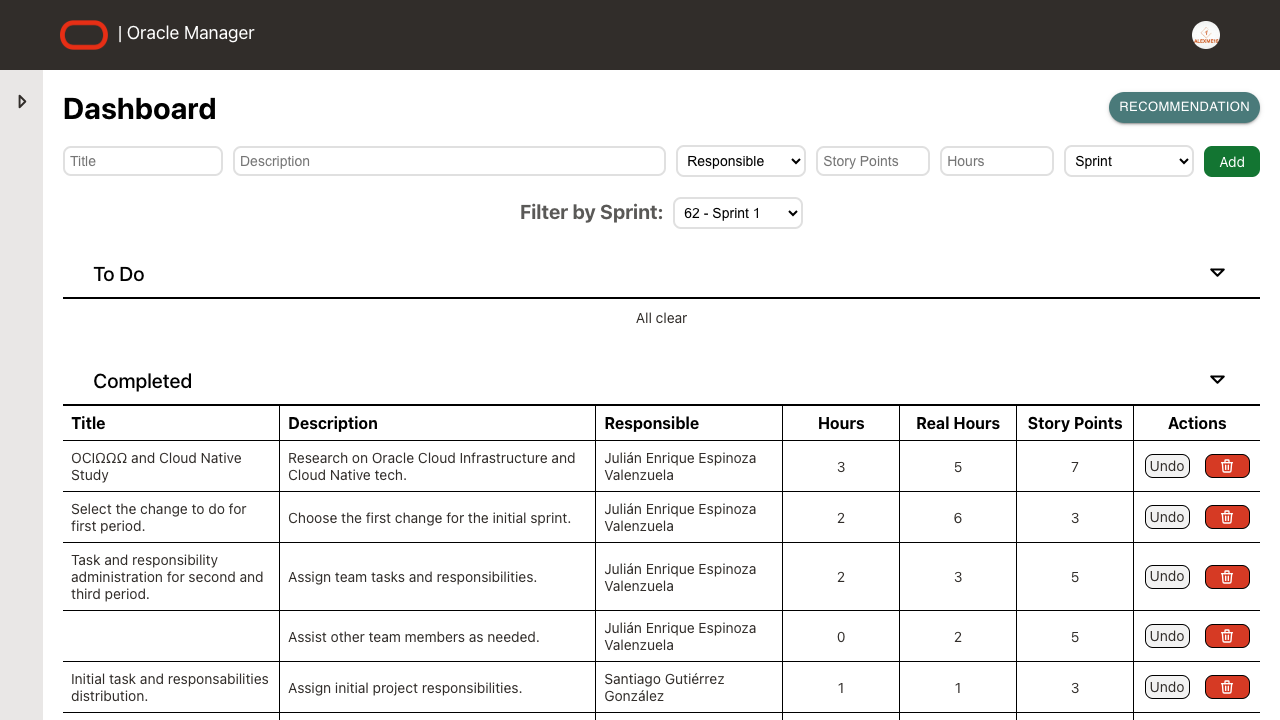 | Oracle Manager
Dashboard
RECOMMENDATION
Title
Description
Responsible
Story Points
Hours
Sprint
Add
Filter by Sprint:
62 - Sprint 1
To Do
All clear
Completed
Title
Description
Responsible
Hours
Real Hours
Story Points
Actions
OCIΩΩΩ and Cloud Native
Study
Research on Oracle Cloud Infrastructure and
Cloud Native tech.
Julián Enrique Espinoza
Valenzuela
3
5
7
Undo
Select the change to do for
first period.
Choose the first change for the initial sprint.
Julián Enrique Espinoza
Valenzuela
2
6
3
Undo
Task and responsibility
administration for second and
third period.
Assign team tasks and responsibilities.
Julián Enrique Espinoza
Valenzuela
2
3
5
Undo
Assist other team members as needed.
Julián Enrique Espinoza
Valenzuela
0
2
5
Undo
Initial task and responsabilities
distribution.
Assign initial project responsibilities.
Santiago Gutiérrez
González
1
1
3
Undo